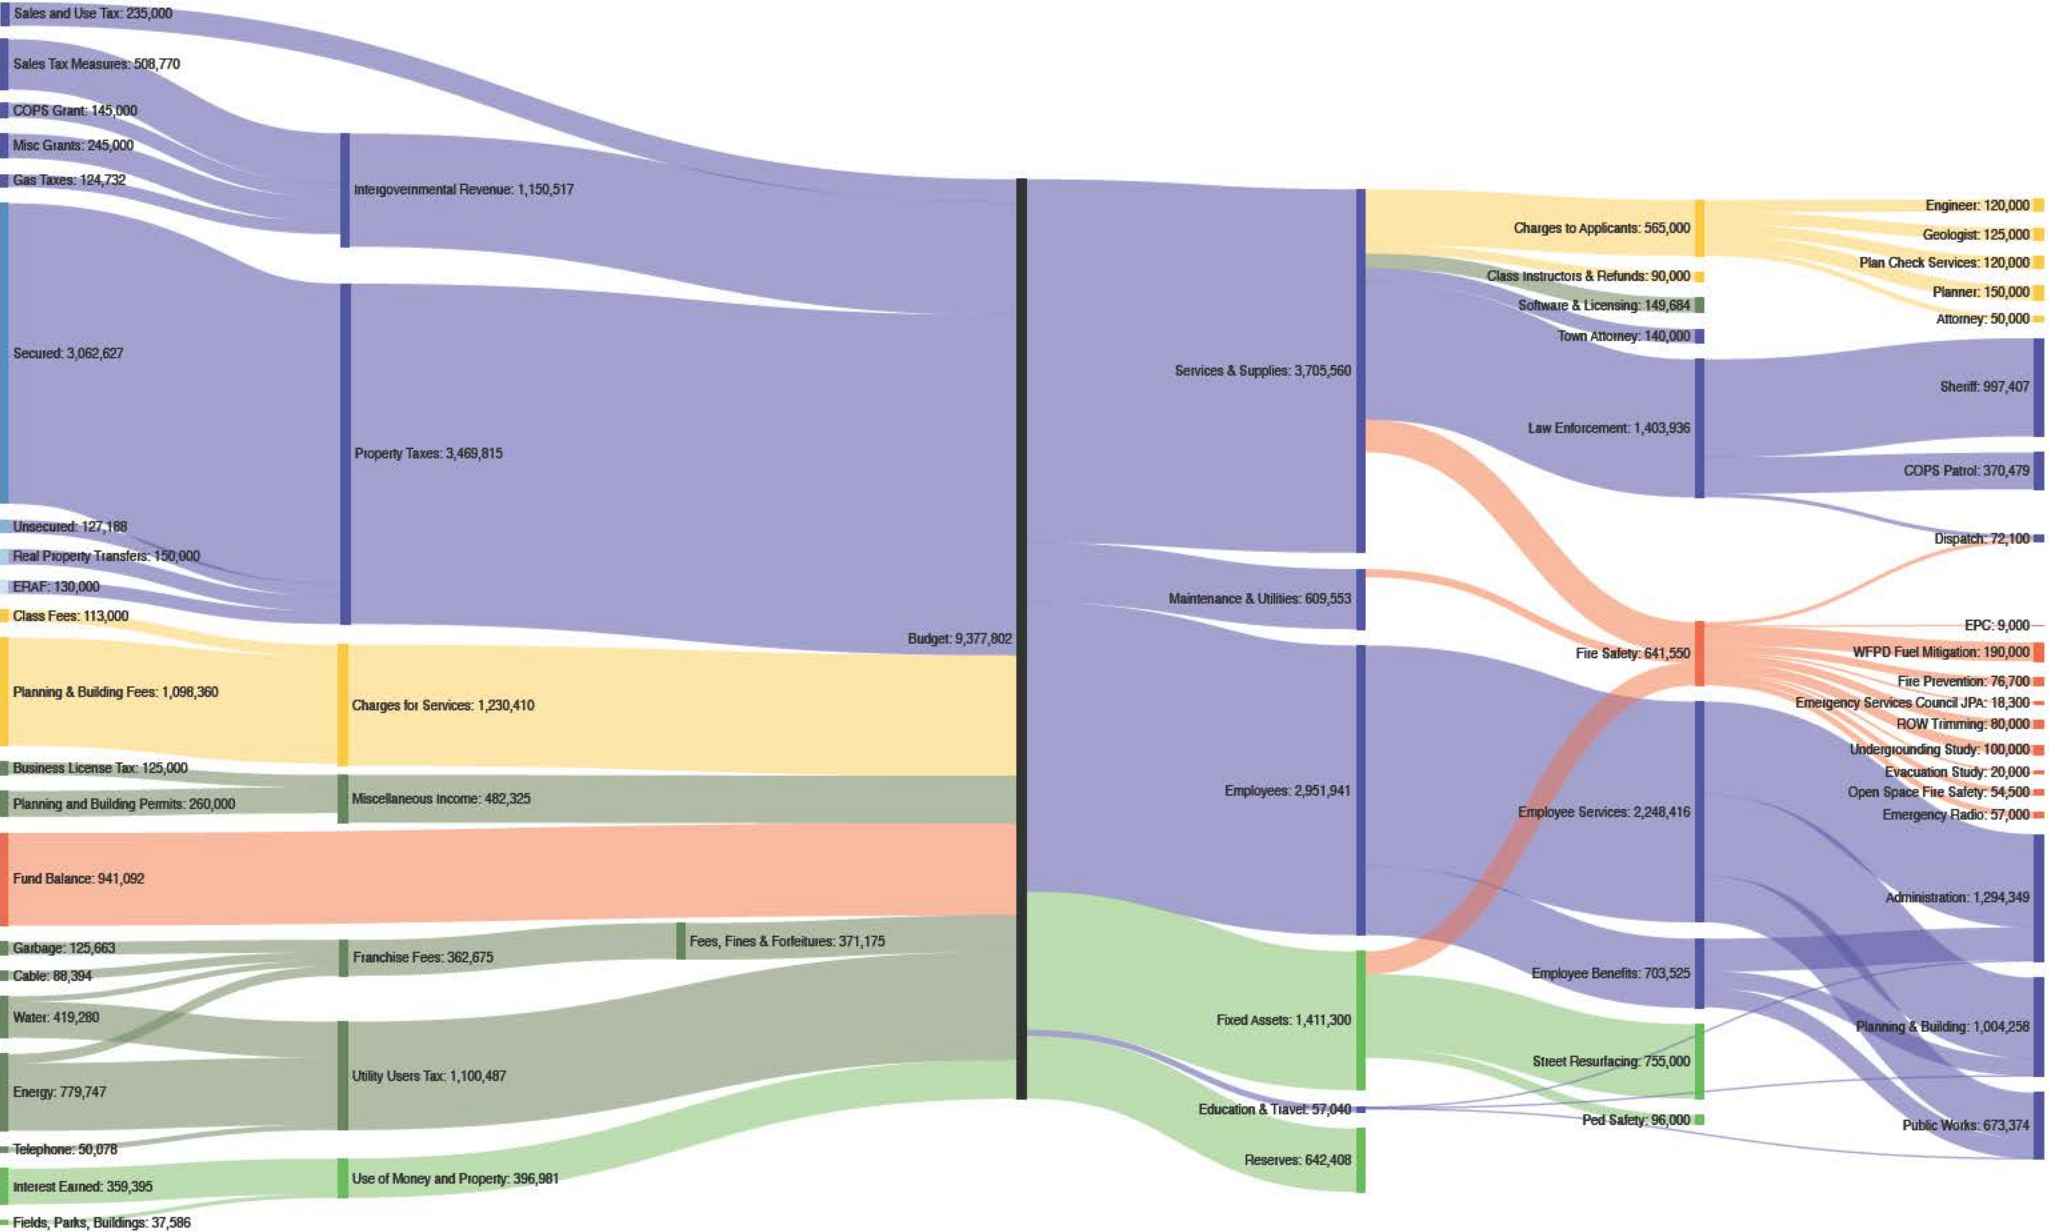 Sales and Use Tax: 235,000
Sales Tax Measures: 508,770
COPS Grant: 145,000
Misc Grants: 245,000
Gas Taxes: 124,732
Secured: 3,062,627
Unsecured: 127,188
Real Property Transfers: 150,000
ERAF: 130,000
Class Fees: 113,000
Planning & Building Fees: 1,098,360
Business License Tax: 125,000
Planning and Building Permits: 260,000
Fund Balance: 941,092
Garbage: 125,663
Cable: 88,394
Water: 419,280
Energy: 779,747
Telephone: 50,078
Interest Earned: 359,395
Fields, Parks, Buildings: 37,586
Intergovernmental Revenue: 1,150,517
Property Taxes: 3,469,815
Charges for Services: 1,230,410
Miscellaneous Income: 482,325
Franchise Fees: 362,675
Utility Users Tax: 1,100,487
Use of Money and Property: 396,981
Fees, Fines & Forfeitures: 371,175
Budget: 9,377,802
Services & Supplies: 3,705,560
Maintenance & Utilities: 609,553
Employees: 2,951,941
Fixed Assets: 1,411,300
Education & Travel: 57,040
Reserves: 642,408
Charges to Applicants: 565,000
Class Instructors & Refunds: 90,000
Software & Licensing: 149,684
Town Attorney: 140,000
Law Enforcement: 1,403,936
Fire Safety: 641,550
Employee Services: 2,248,416
Employee Benefits: 703,525
Street Resurfacing: 755,000
Ped Safety: 96,000
Engineer: 120,000
Geologist: 125,000
Plan Check Services: 120,000
Planner: 150,000
Attorney: 50,000
Sheriff: 997,407
COPS Patrol: 370,479
Dispatch: 72,100
EPC: 9,000
WFPD Fuel Mitigation: 190,000
Fire Prevention: 76,700
Emergency Services Council JPA: 18,300
ROW Trimming: 80,000
Undergrounding Study: 100,000
Evacuation Study: 20,000
Open Space Fire Safety: 54,500
Emergency Radio: 57,000
Administration: 1,294,349
Planning & Building: 1,004,258
Public Works: 673,374